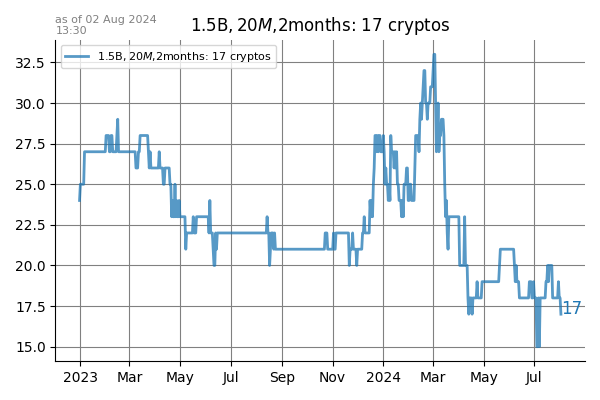 as of 02 Aug 2024
13:30
1.5B, 20M,2months: 17 cryptos
1.5B, 20M,2months: 17 cryptos
32.5
30.0
27.5
25.0
22.5
20.0
17.5
15.0
17
2023 Mar May Jul Sep Nov 2024 Mar May Jul